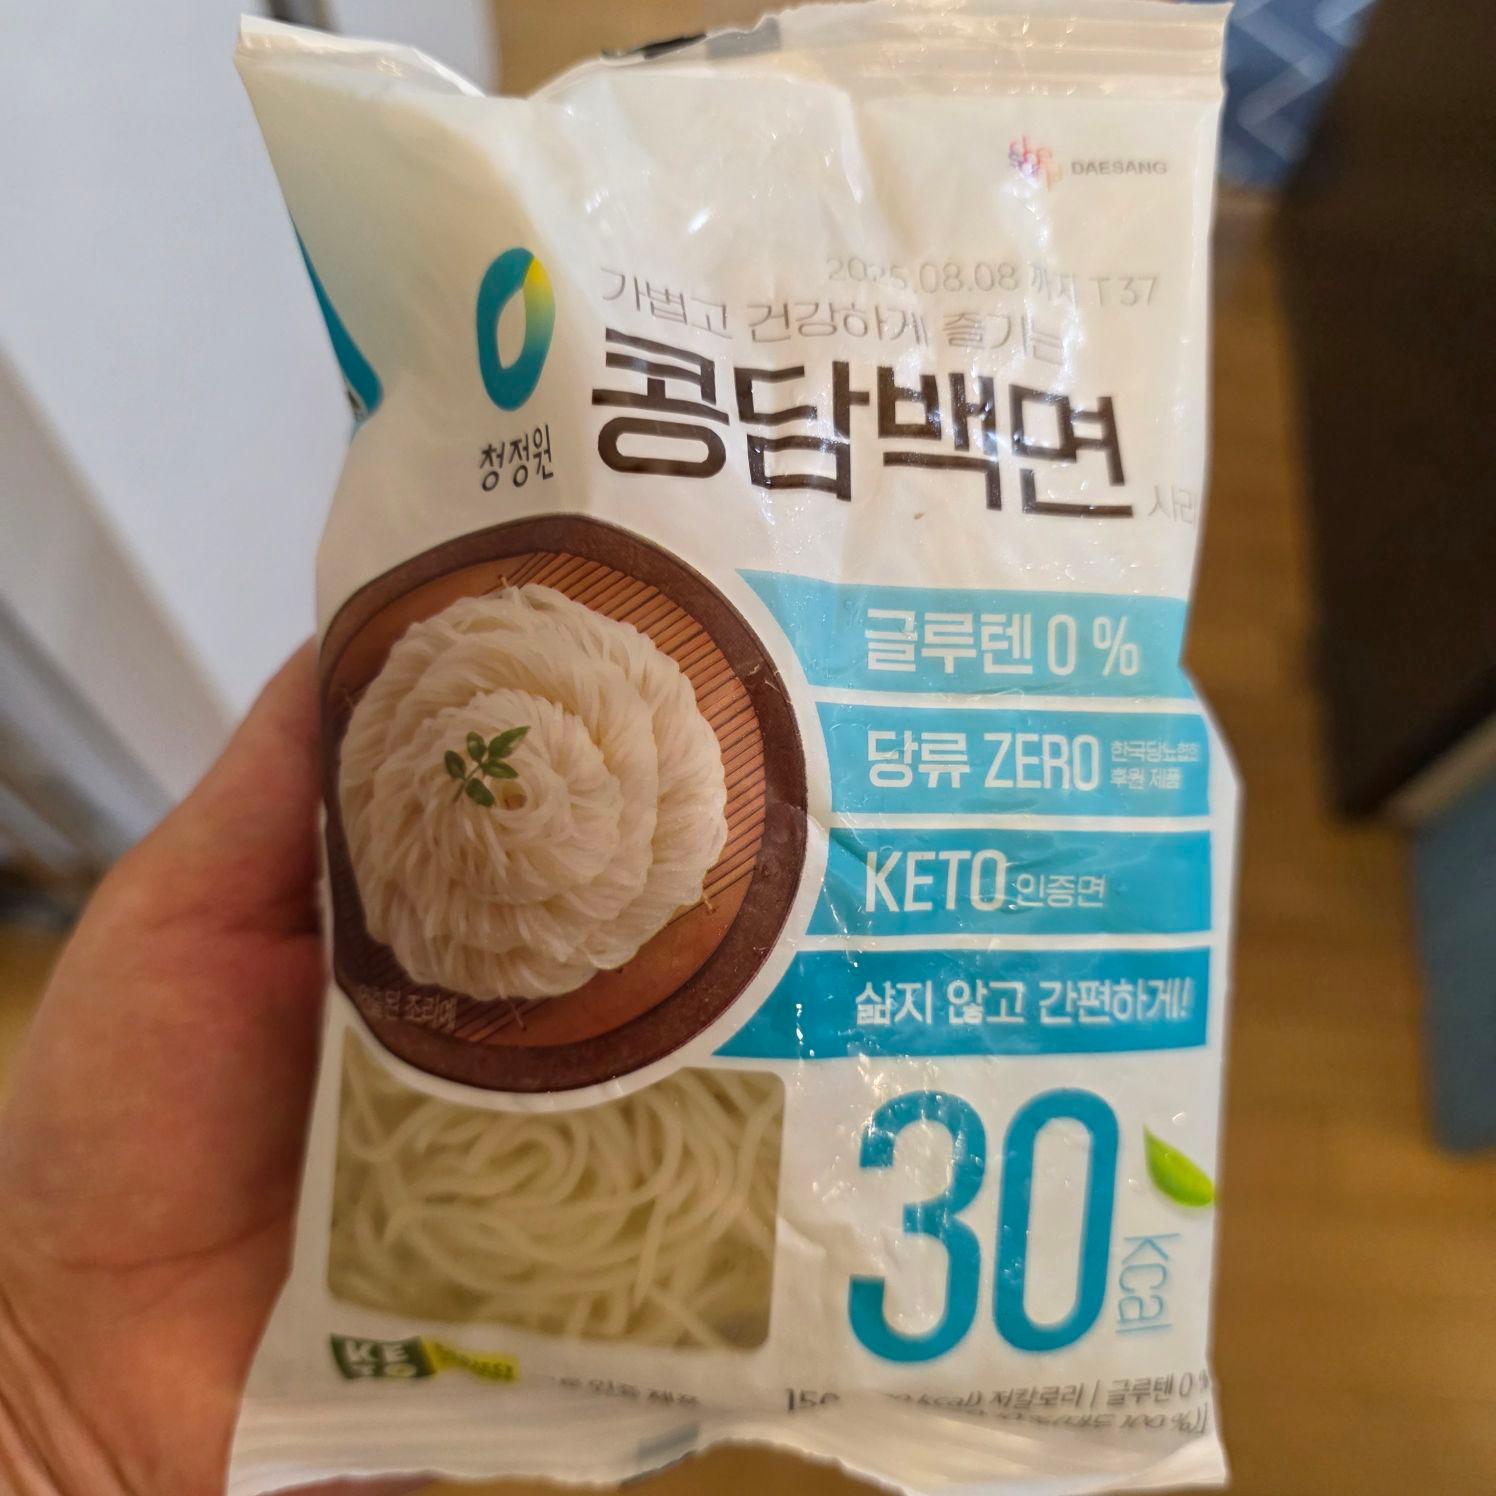 DAESANG
2025.08.08 까지 T37
가볍고 건강하게 즐기는
청정원
콩담백면
글루텐 0 %
당류 ZERO 한국당뇨협회
후원 제품
KETO 인증면
삶지 않고 간편하게!
30
kcal
KE
TO
저칼로리 | 글루텐 0 %